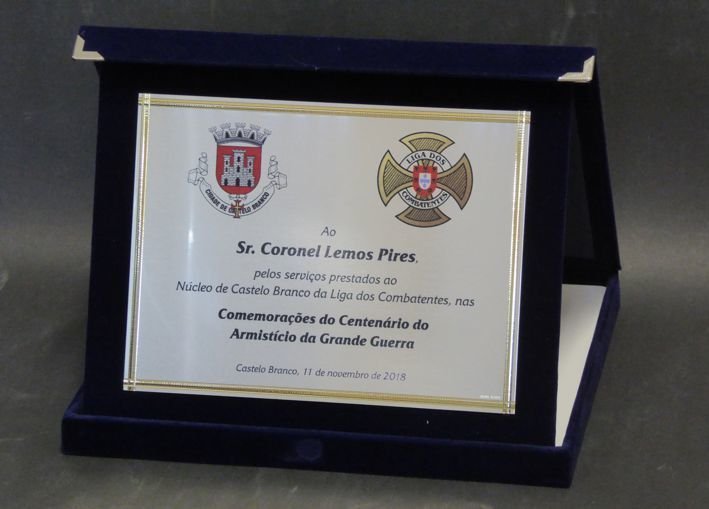 CIDADE DE CASTELO BRANCO
LIGA DOS
COMBATENTES
Ao
Sr. Coronel Lemos Pires,
pelos serviços prestados ao
Núcleo de Castelo Branco da Liga dos Combatentes, nas
Comemorações do Centenário do
Armistício da Grande Guerra
Castelo Branco, 11 de novembro de 2018